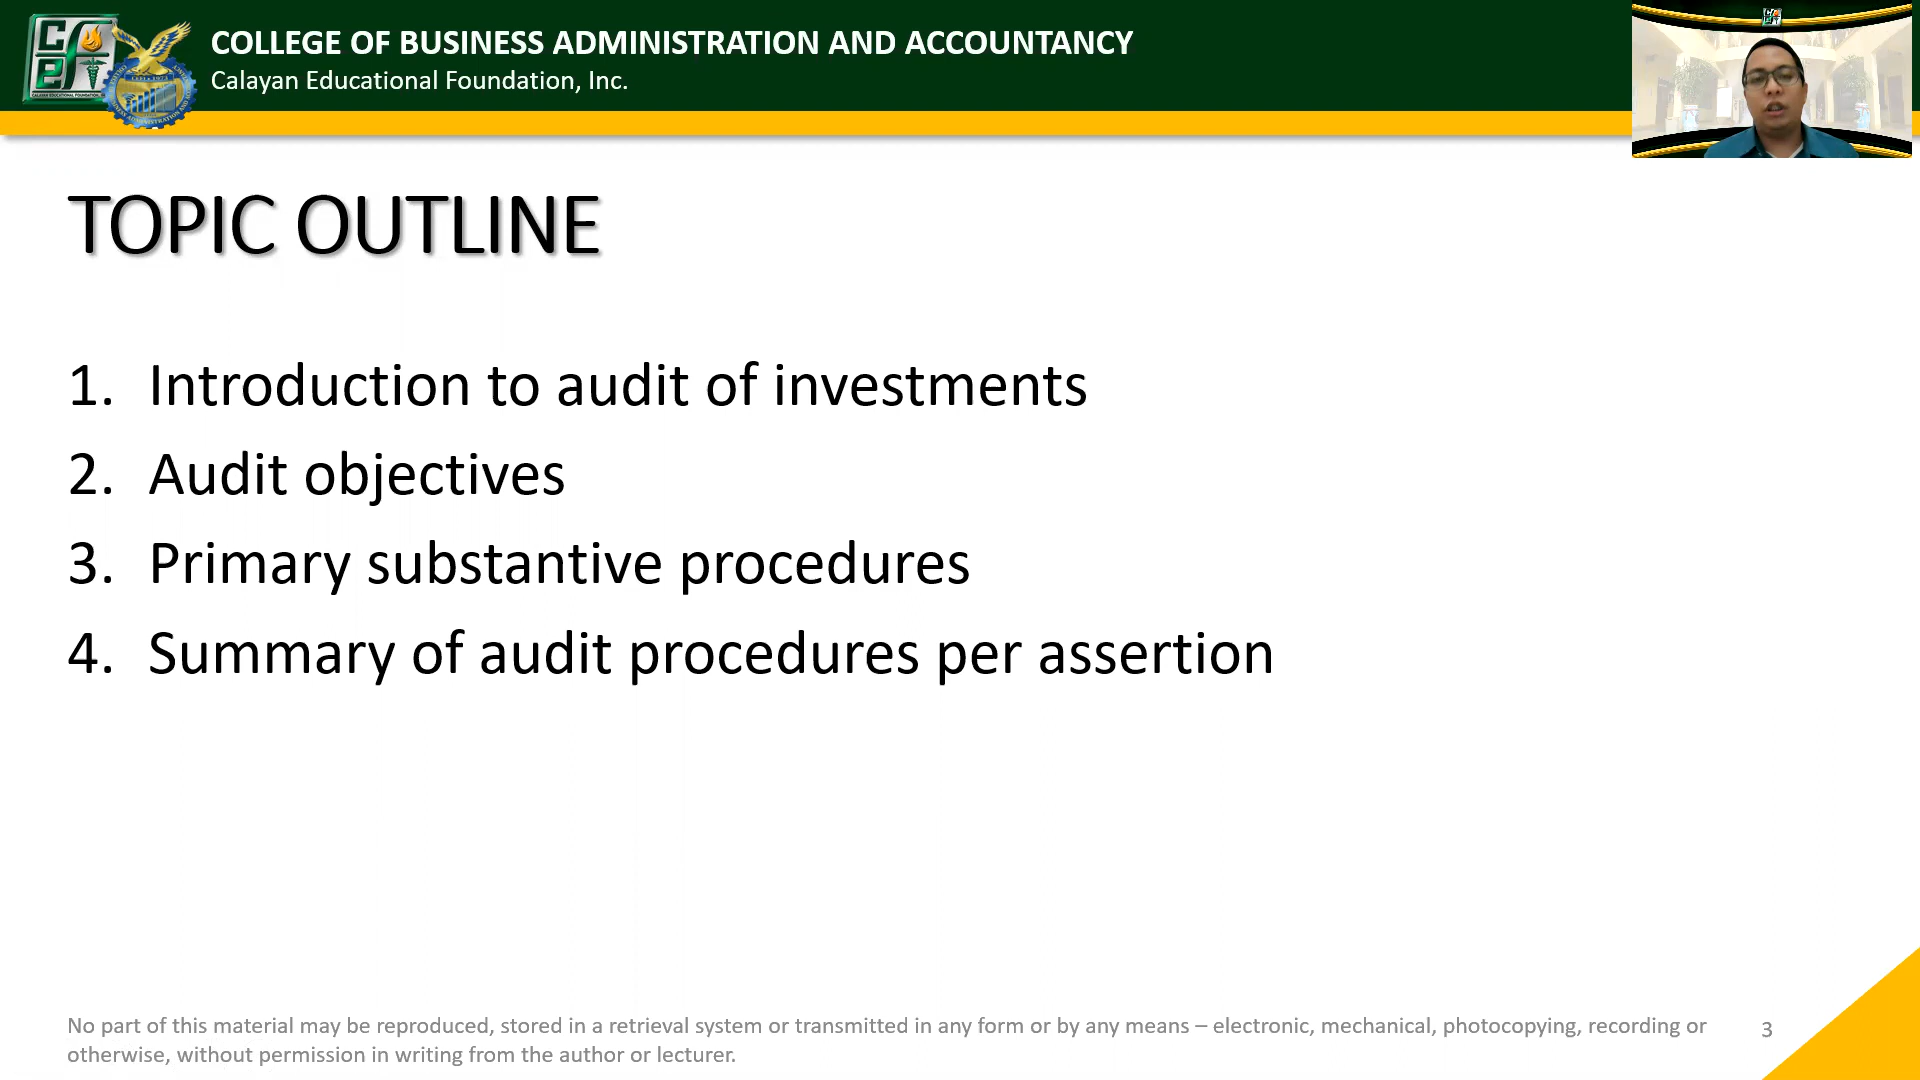 COLLEGE OF BUSINESS ADMINISTRATION AND ACCOUNTANCY
Calayan Educational Foundation, Inc.
TOPIC OUTLINE
1. Introduction to audit of investments
2. Audit objectives
3. Primary substantive procedures
4. Summary of audit procedures per assertion
No part of this material may be reproduced, stored in a retrieval system or transmitted in any form or by any means – electronic, mechanical, photocopying, recording or
otherwise, without permission in writing from the author or lecturer.
3